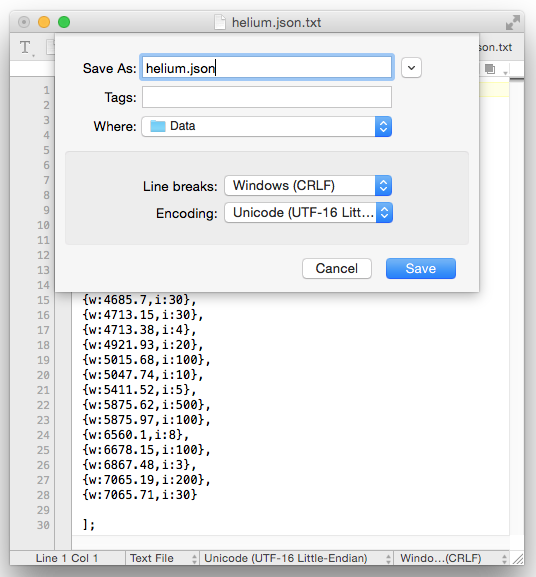 helium.json.txt
T
son.txt
Save As: helium.json
Tags:
Where: Data
Line breaks: Windows (CRLF)
Encoding: Unicode (UTF-16 Litt...
Cancel Save
1
2
3
4
5
6
7
8
9
10
11
12
13
14
15 {w:4685.7,i:30},
16 {w:4713.15,i:30},
17 {w:4713.38,i:4},
18 {w:4921.93,i:20},
19 {w:5015.68,i:100},
20 {w:5047.74,i:10},
21 {w:5411.52,i:5},
22 {w:5875.62,i:500},
23 {w:5875.97,i:100},
24 {w:6560.1,i:8},
25 {w:6678.15,i:100},
26 {w:6867.48,i:3},
27 {w:7065.19,i:200},
28 {w:7065.71,i:30}
29
30 ];
Line 1 Col 1 Text File Unicode (UTF-16 Little-Endian) Windo...(CRLF)